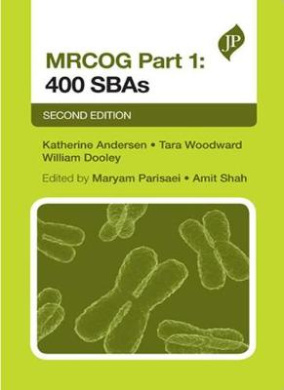 JP
MRCOG Part 1:
400 SBAs
SECOND EDITION
Katherine Andersen • Tara Woodward
William Dooley
Edited by Maryam Parisaei • Amit Shah